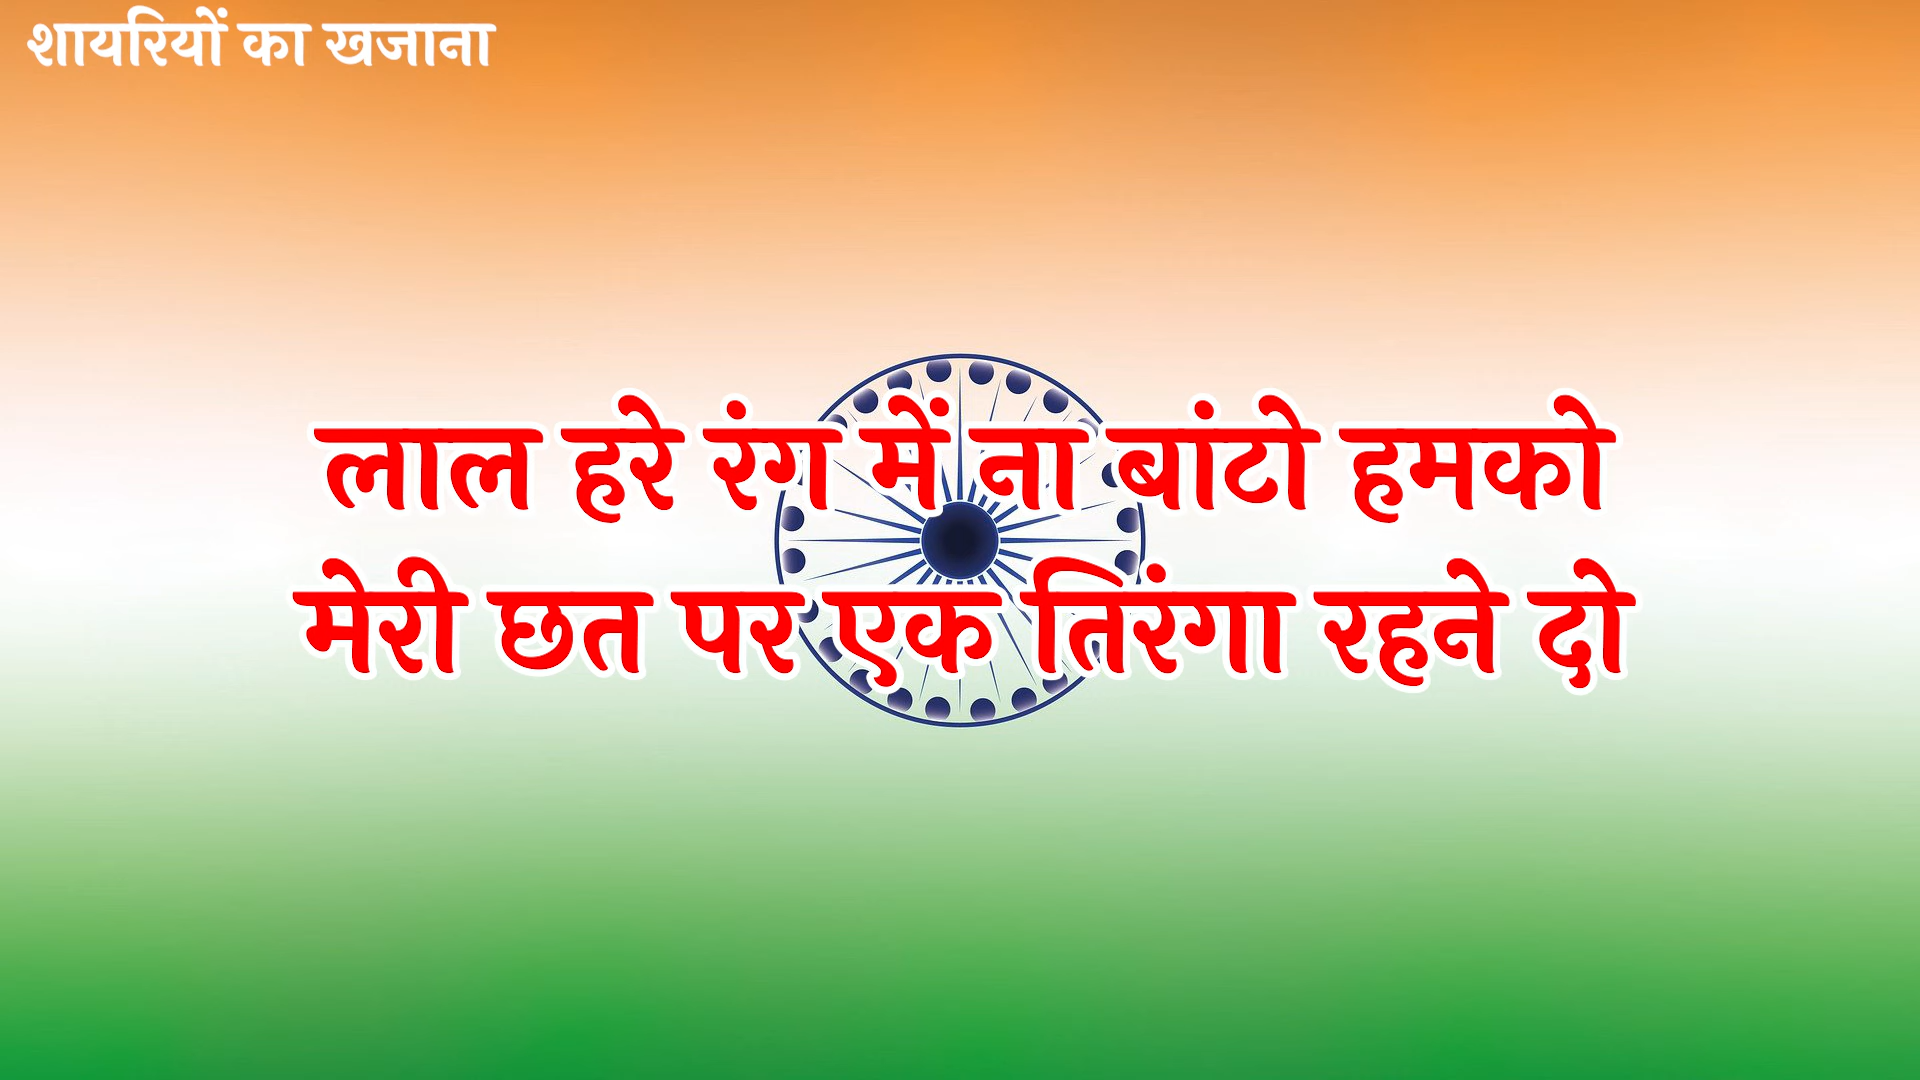 शायरियों का खजाना
लाल हरे रंग में ना बांटो हमको
मेरी छत पर एक तिरंगा रहने दो